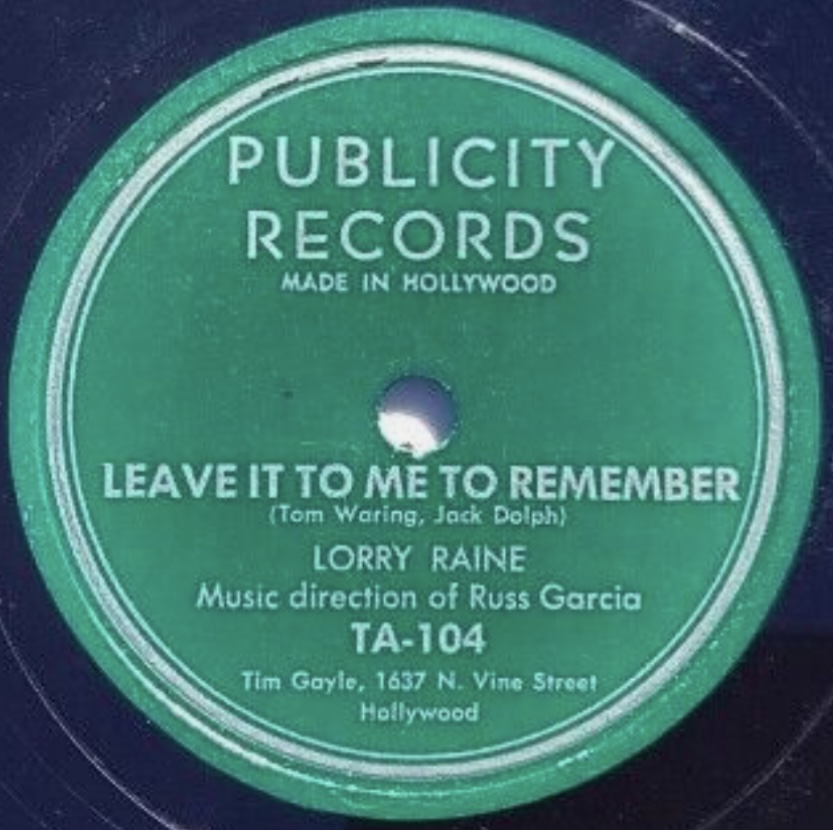 PUBLICITY
RECORDS
MADE IN HOLLYWOOD
LEAVE IT TO ME TO REMEMBER
(Tom Waring, Jack Dolph)
LORRY RAINE
Music direction of Russ Garcia
TA-104
Tim Gayle, 1637 N. Vine Street
Hollywood